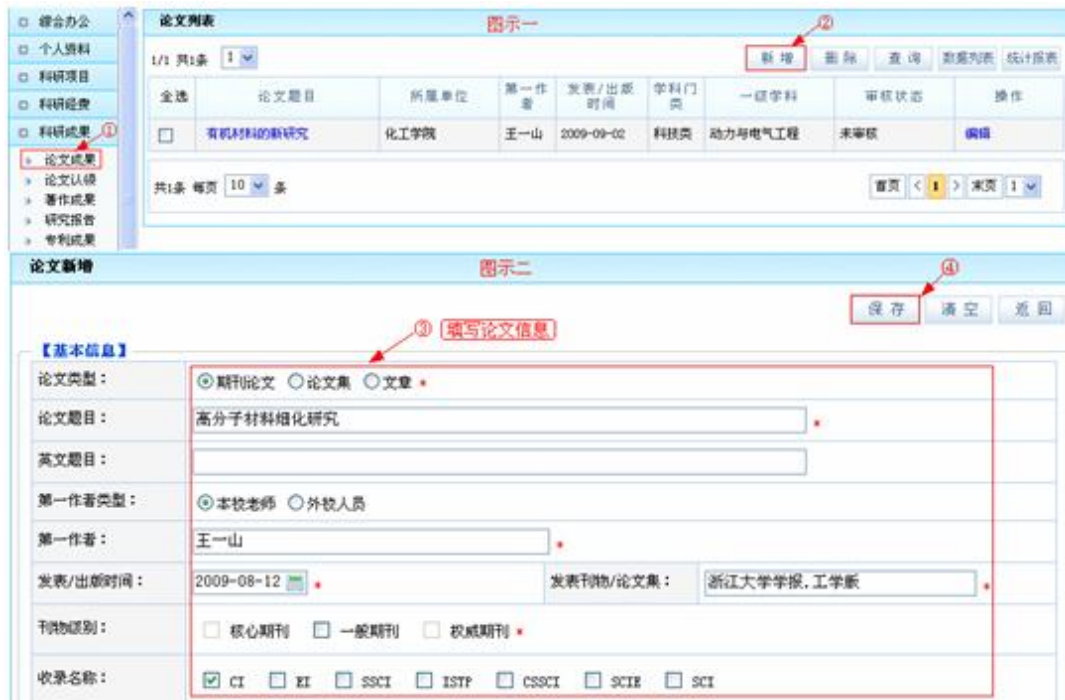 综合办公
个人资料
科研项目
科研经费
科研成果 ①
论文成果
论文认领
著作成果
研究报告
专利成果
论文列表 图示一 ②
1/1 共1条 1 新 增 删 除 查 询 数据列表 统计报表
全选 论文题目 所属单位 第一作者 发表/出版时间 学科门类 一级学科 审核状态 操作
有机材料的新研究 化工学院 王一山 2009-09-02 科技类 动力与电气工程 未审核 编辑
共1条 每页 10 条 首页 < 1 > 末页 1
论文新增 图示二 ④
保 存 清 空 返 回
③ 填写论文信息
【基本信息】
论文类型： 期刊论文 论文集 文章 *
论文题目： 高分子材料细化研究 *
英文题目：
第一作者类型： 本校老师 外校人员
第一作者： 王一山 *
发表/出版时间： 2009-08-12 * 发表刊物/论文集： 浙江大学学报.工学版 *
刊物级别： 核心期刊 一般期刊 权威期刊 *
收录名称： CI EI SSCI ISTP CSSCI SCIE SCI